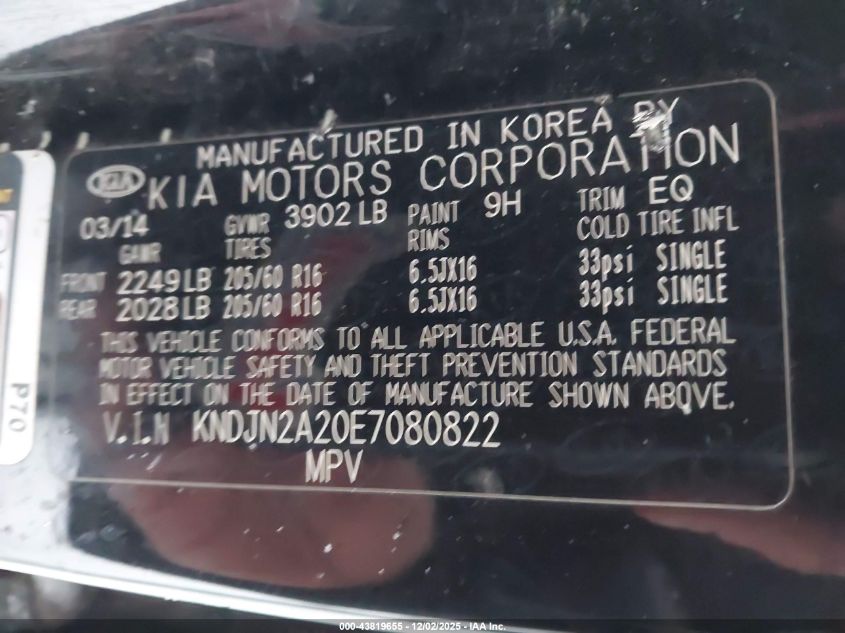 MANUFACTURED IN KOREA BY
KIA KIA MOTORS CORPORATION
03/14 GVWR 3902 LB PAINT 9H TRIM EQ
GAWR TIRES RIMS COLD TIRE INFL
FRONT 2249 LB 205/60 R16 6.5JX16 33psi SINGLE
REAR 2028 LB 205/60 R16 6.5JX16 33psi SINGLE
THIS VEHICLE CONFORMS TO ALL APPLICABLE U.S.A. FEDERAL
MOTOR VEHICLE SAFETY AND THEFT PREVENTION STANDARDS
IN EFFECT ON THE DATE OF MANUFACTURE SHOWN ABOVE.
V.I.N KNDJN2A20E7080822
MPV
P70
000-43819655 - 12/02/2025 - IAA Inc.